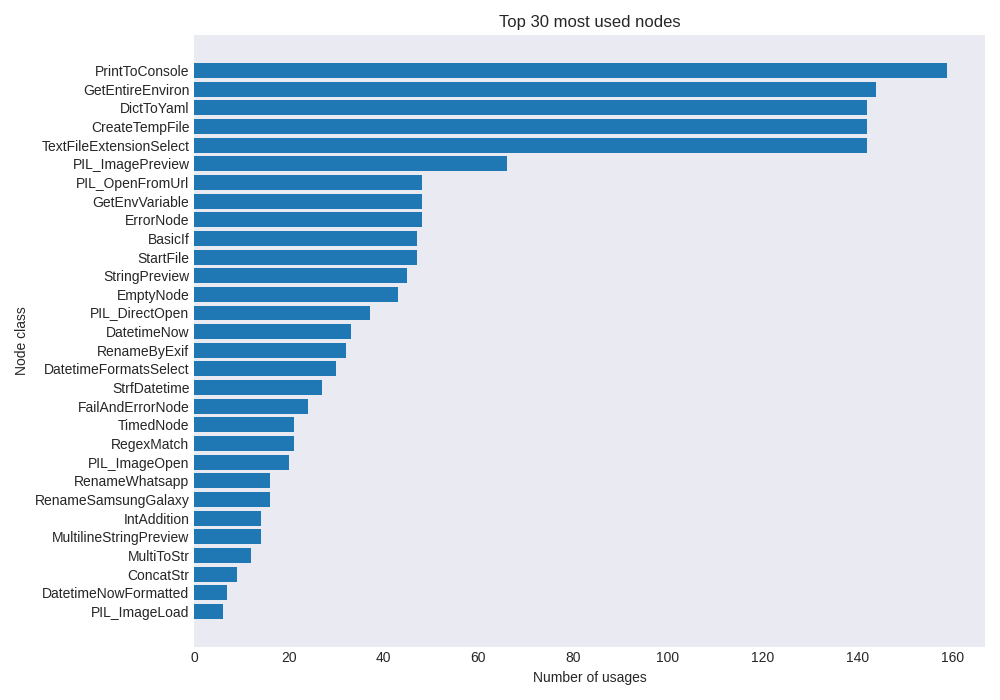 Top 30 most used nodes
Node class
PrintToConsole
GetEntireEnviron
DictToYaml
CreateTempFile
TextFileExtensionSelect
PIL_ImagePreview
PIL_OpenFromUrl
GetEnvVariable
ErrorNode
BasicIf
StartFile
StringPreview
EmptyNode
PIL_DirectOpen
DatetimeNow
RenameByExif
DatetimeFormatsSelect
StrfDatetime
FailAndErrorNode
TimedNode
RegexMatch
PIL_ImageOpen
RenameWhatsapp
RenameSamsungGalaxy
IntAddition
MultilineStringPreview
MultiToStr
ConcatStr
DatetimeNowFormatted
PIL_ImageLoad
0 20 40 60 80 100 120 140 160
Number of usages